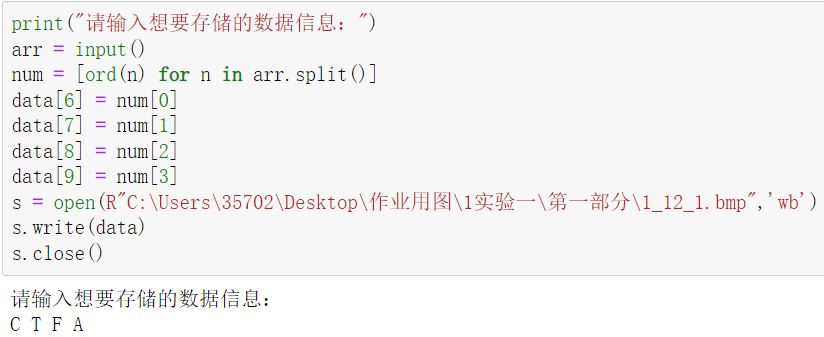 print("请输入想要存储的数据信息：")
arr = input()
num = [ord(n) for n in arr.split()]
data[6] = num[0]
data[7] = num[1]
data[8] = num[2]
data[9] = num[3]
s = open(R"C:\Users\35702\Desktop\作业用图\1实验一\第一部分\1_12_1.bmp",'wb')
s.write(data)
s.close()
请输入想要存储的数据信息：
C T F A